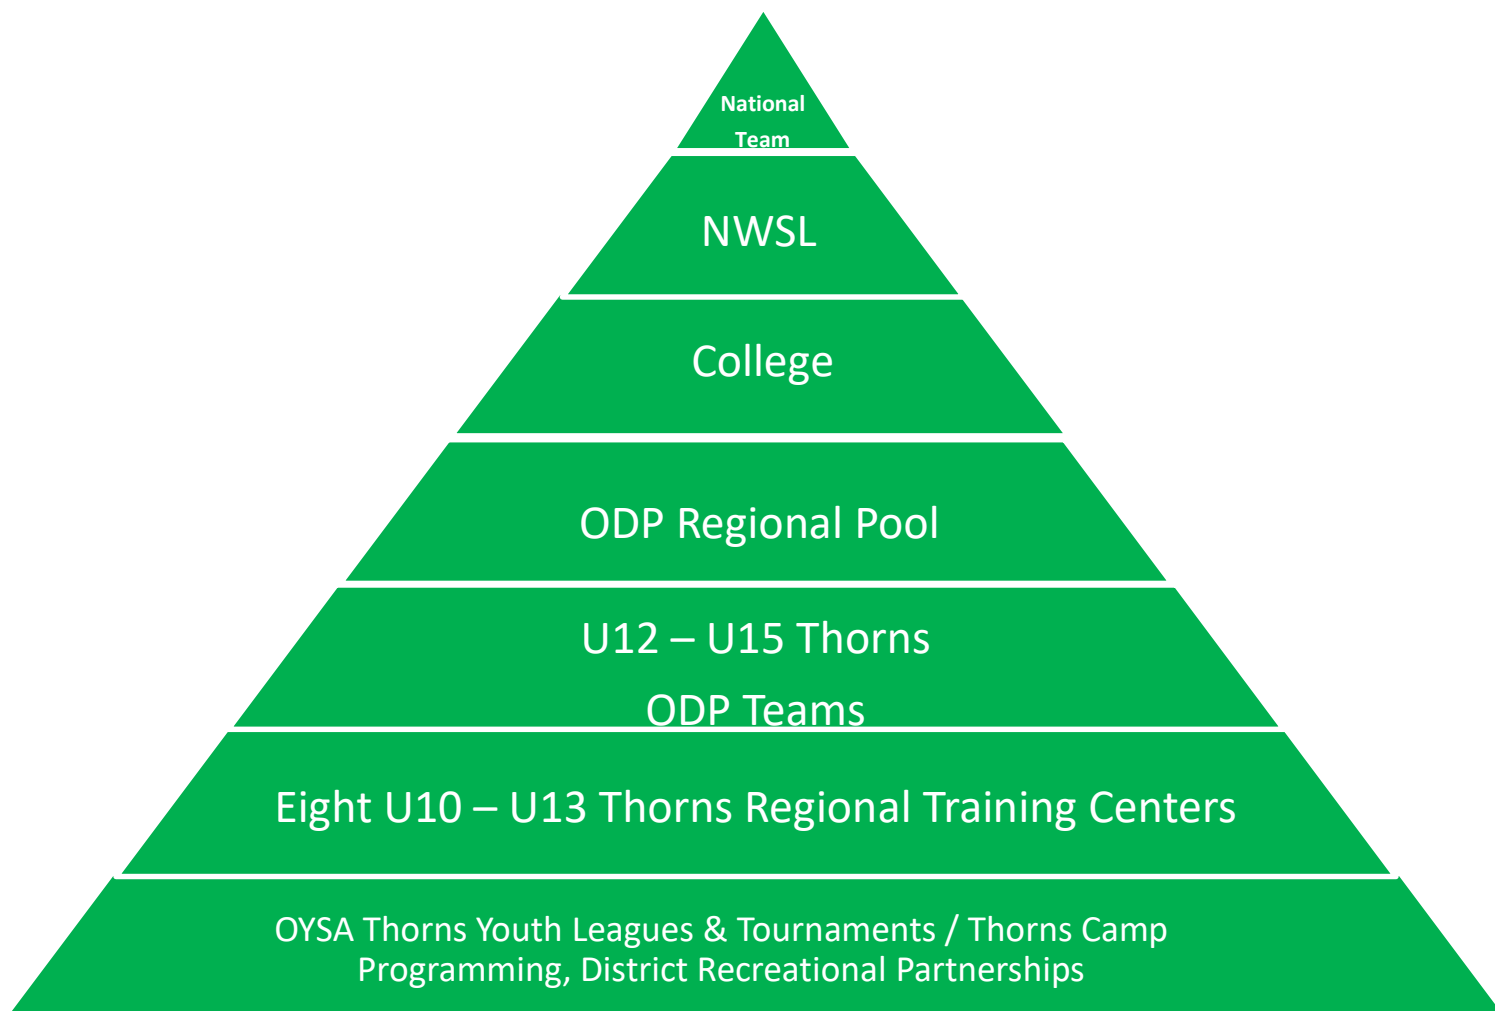 National
Team
NWSL
College
ODP Regional Pool
U12 – U15 Thorns
ODP Teams
Eight U10 – U13 Thorns Regional Training Centers
OYSA Thorns Youth Leagues & Tournaments / Thorns Camp
Programming, District Recreational Partnerships